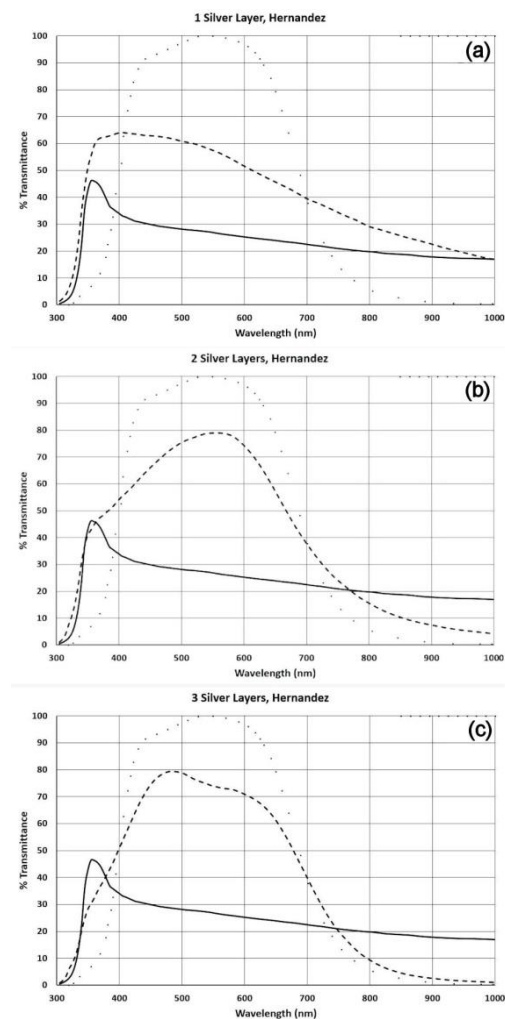 1 Silver Layer, Hernandez
(a)
% Transmittance
100
90
80
70
60
50
40
30
20
10
0
300 400 500 600 700 800 900 1000
Wavelength (nm)
2 Silver Layers, Hernandez
(b)
% Transmittance
100
90
80
70
60
50
40
30
20
10
0
300 400 500 600 700 800 900 1000
Wavelength (nm)
3 Silver Layers, Hernandez
(c)
% Transmittance
100
90
80
70
60
50
40
30
20
10
0
300 400 500 600 700 800 900 1000
Wavelength (nm)